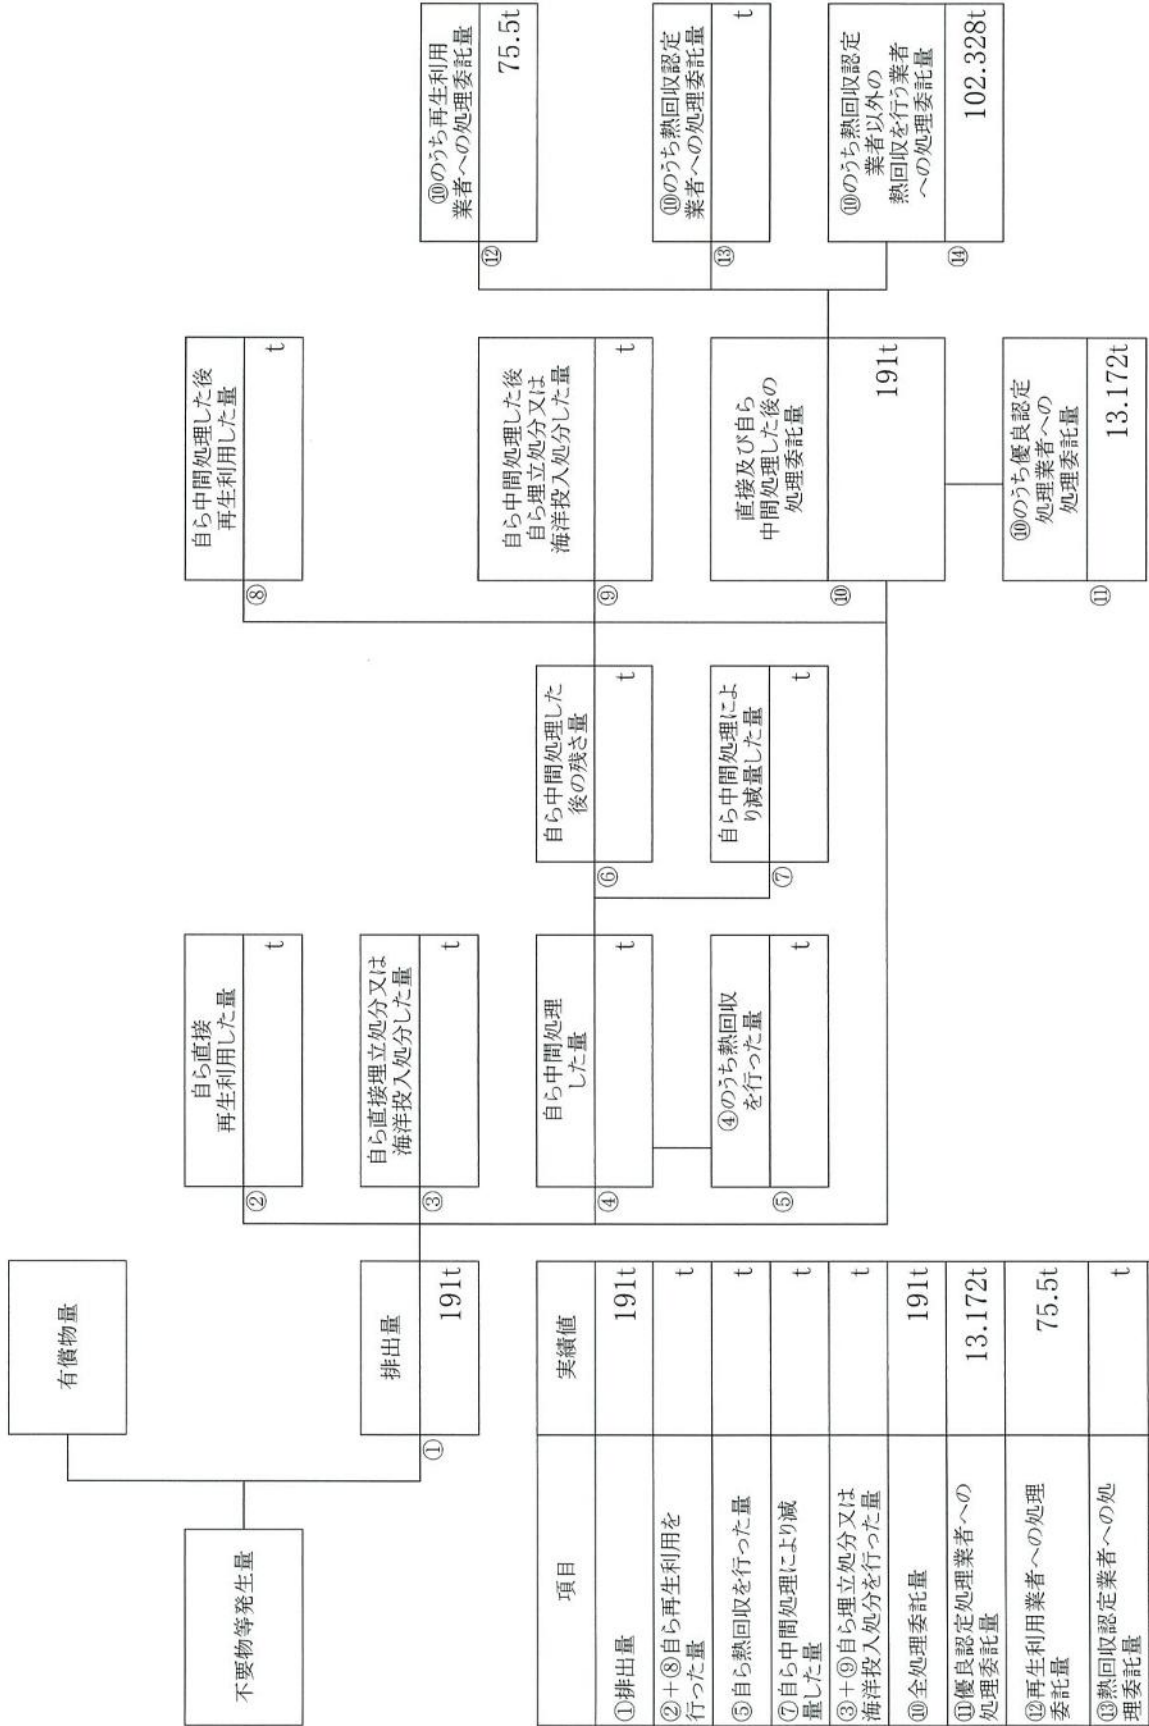 不要物等発生量
有償物量
①
排出量
191t
②
自ら直接
再生利用した量
t
③
自ら直接埋立処分又は
海洋投入処分した量
t
④
自ら中間処理
した量
t
⑤
④のうち熱回収
を行った量
t
⑥
自ら中間処理した
後の残さ量
t
⑦
自ら中間処理によ
り減量した量
t
⑧
自ら中間処理した後
再生利用した量
t
⑨
自ら中間処理した後
自ら埋立処分又は
海洋投入処分した量
t
⑩
直接及び自ら
中間処理した後の
処理委託量
191t
⑪
⑩のうち優良認定
処理業者への
処理委託量
13.172t
⑫
⑩のうち再生利用
業者への処理委託量
75.5t
⑬
⑩のうち熱回収認定
業者への処理委託量
t
⑭
⑩のうち熱回収認定
業者以外の
熱回収を行う業者
への処理委託量
102.328t
項目 実績値
①排出量 191t
②+⑧自ら再生利用を
行った量 t
⑤自ら熱回収を行った量 t
⑦自ら中間処理により減
量した量 t
③+⑨自ら埋立処分又は
海洋投入処分を行った量 t
⑩全処理委託量 191t
⑪優良認定処理業者への
処理委託量 13.172t
⑫再生利用業者への処理
委託量 75.5t
⑬熱回収認定業者への処
理委託量 t